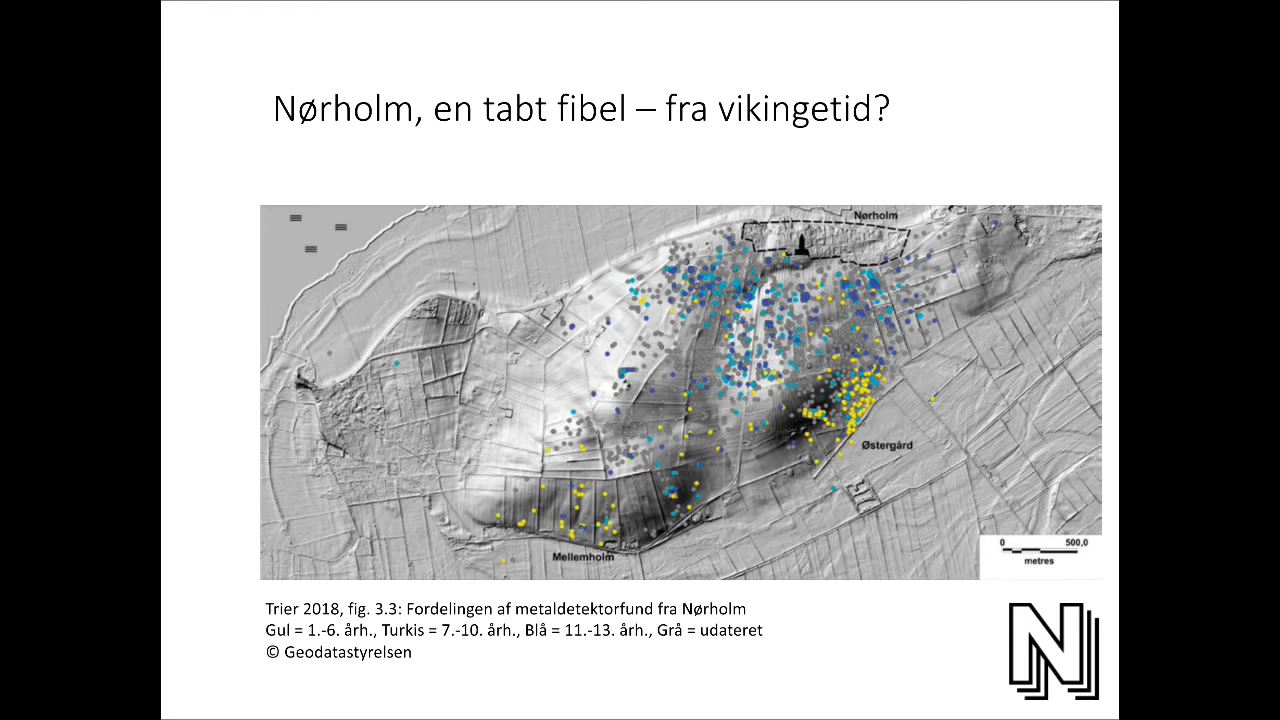 Nørholm, en tabt fibel – fra vikingetid?
Nørholm
Østergård
Mellemholm
0 500,0
metres
Trier 2018, fig. 3.3: Fordelingen af metaldetektorfund fra Nørholm
Gul = 1.-6. årh., Turkis = 7.-10. årh., Blå = 11.-13. årh., Grå = udateret
© Geodatastyrelsen
N